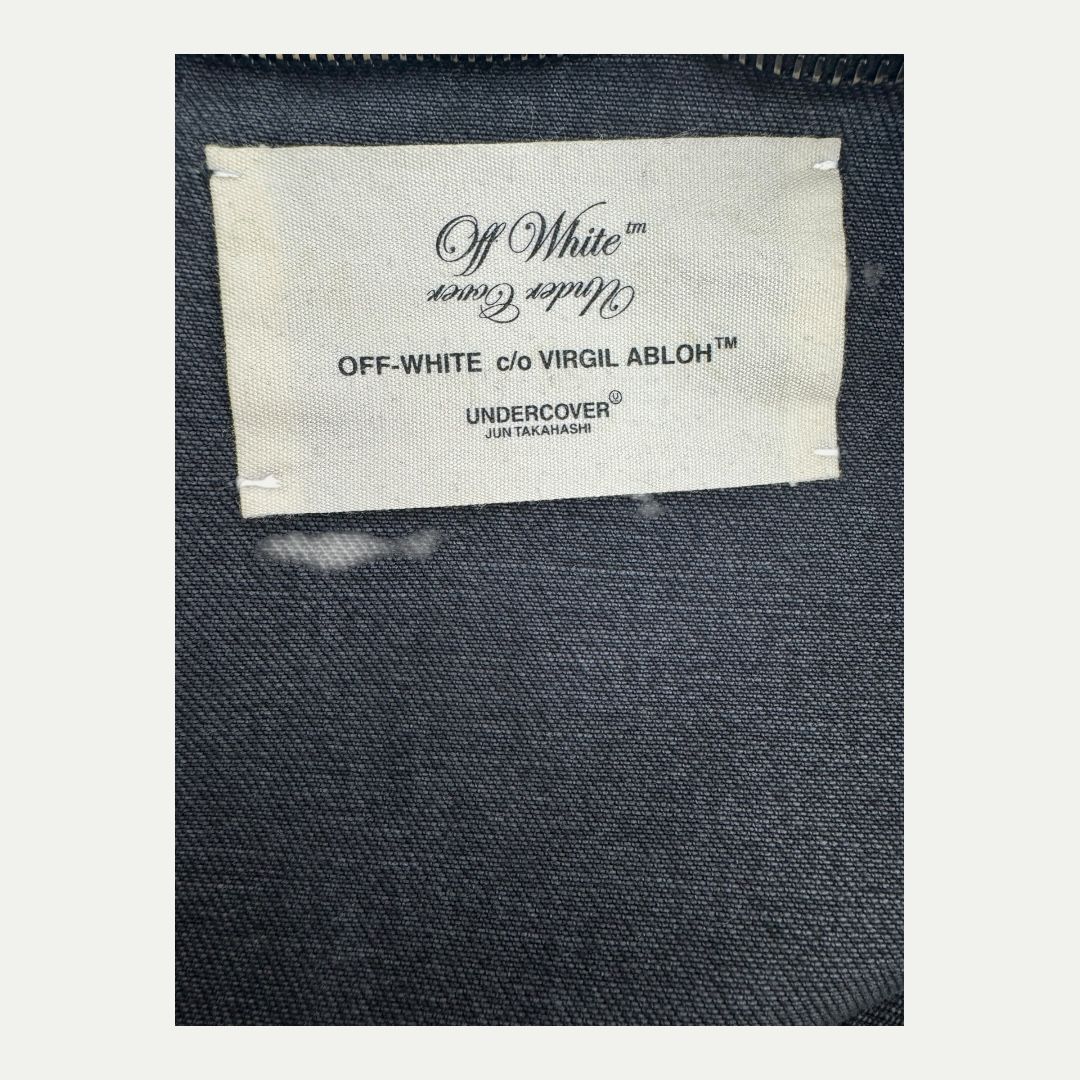 Off White™
Under Cover
OFF-WHITE c/o VIRGIL ABLOH™
UNDERCOVER Ⓤ
JUN TAKAHASHI